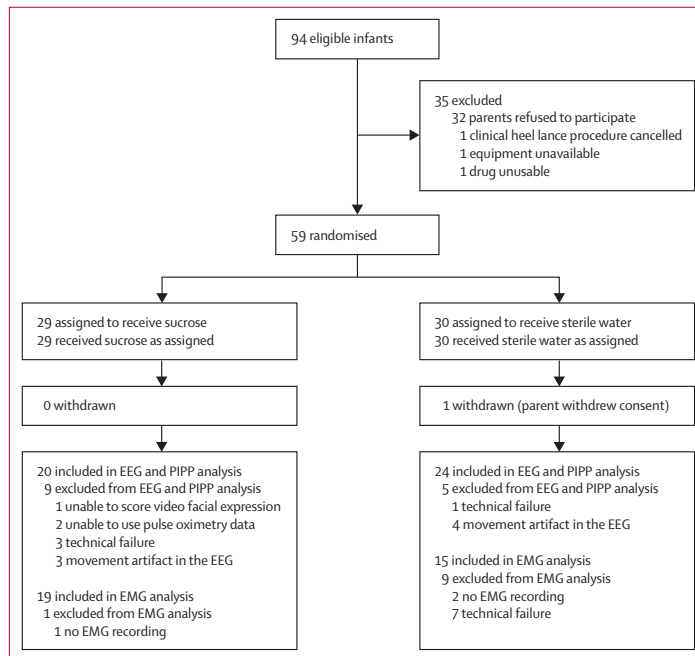 94 eligible infants
35 excluded
32 parents refused to participate
1 clinical heel lance procedure cancelled
1 equipment unavailable
1 drug unusable
59 randomised
29 assigned to receive sucrose
29 received sucrose as assigned
30 assigned to receive sterile water
30 received sterile water as assigned
0 withdrawn
1 withdrawn (parent withdrew consent)
20 included in EEG and PIPP analysis
9 excluded from EEG and PIPP analysis
1 unable to score video facial expression
2 unable to use pulse oximetry data
3 technical failure
3 movement artifact in the EEG
19 included in EMG analysis
1 excluded from EMG analysis
1 no EMG recording
24 included in EEG and PIPP analysis
5 excluded from EEG and PIPP analysis
1 technical failure
4 movement artifact in the EEG
15 included in EMG analysis
9 excluded from EMG analysis
2 no EMG recording
7 technical failure